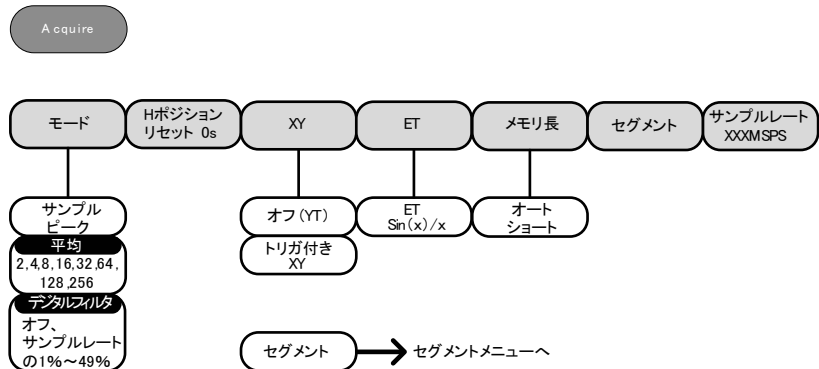 Acquire
モード
Hポジション
リセット 0s
XY
ET
メモリ長
セグメント
サンプルレート
XXXMSPS
サンプル
ピーク
平均
2,4,8,16,32,64,
128,256
デジタルフィルタ
オフ、
サンプルレート
の1%～49%
オフ(YT)
トリガ付き
XY
ET
Sin(x)/x
オート
ショート
セグメント
セグメントメニューへ